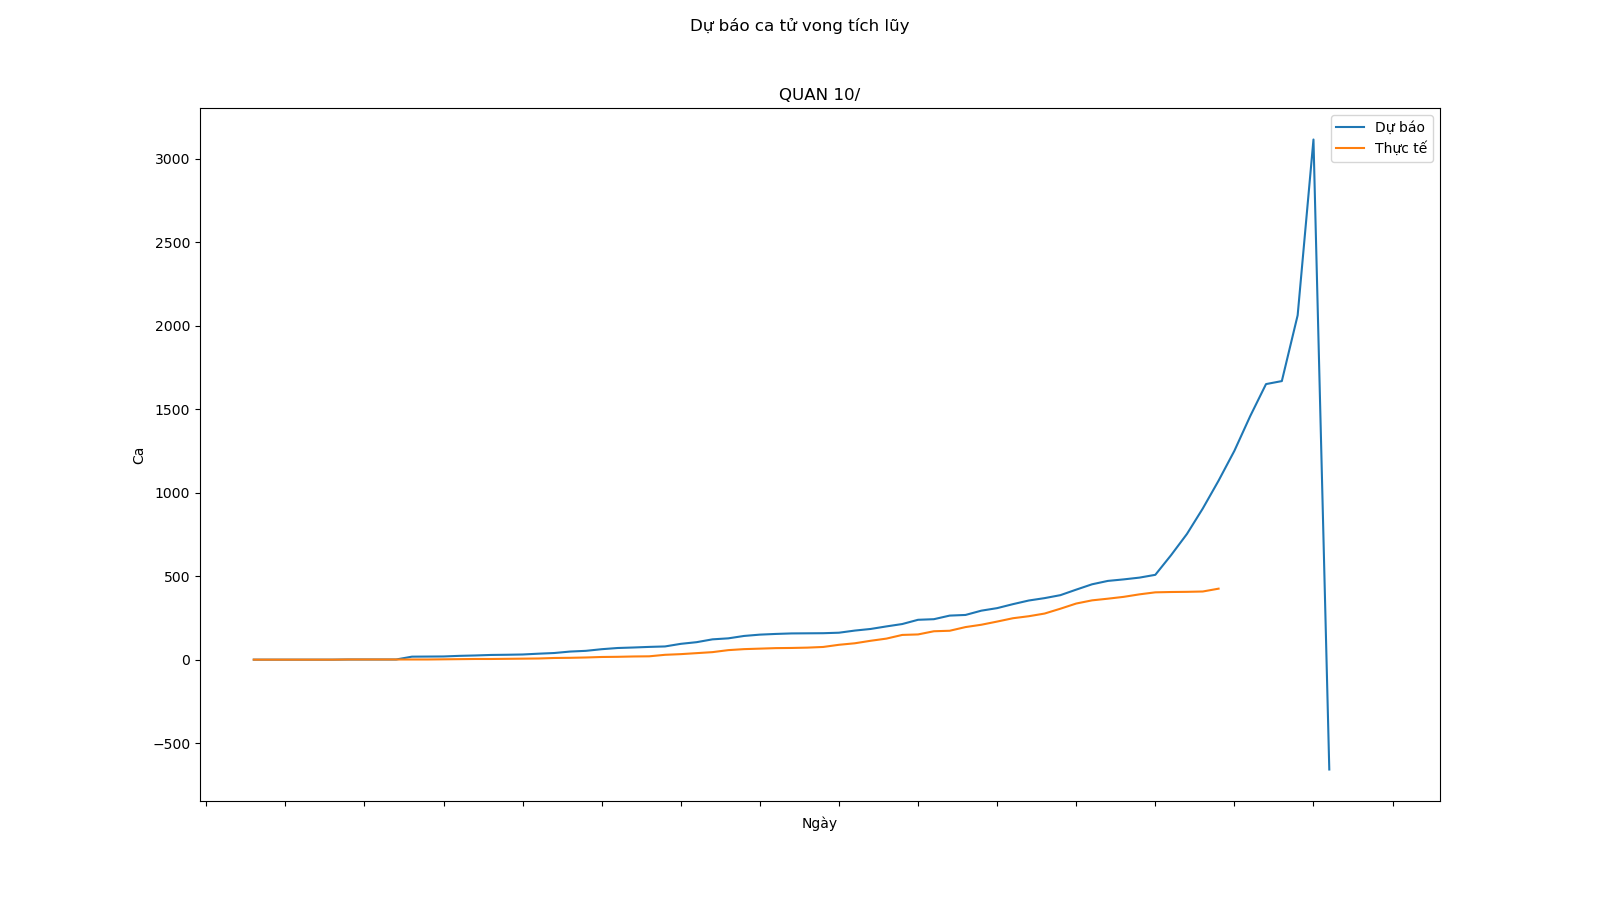 Dự báo ca tử vong tích lũy
QUAN 10/
Dự báo
Thực tế
3000
2500
2000
1500
1000
500
0
−500
Ca
Ngày